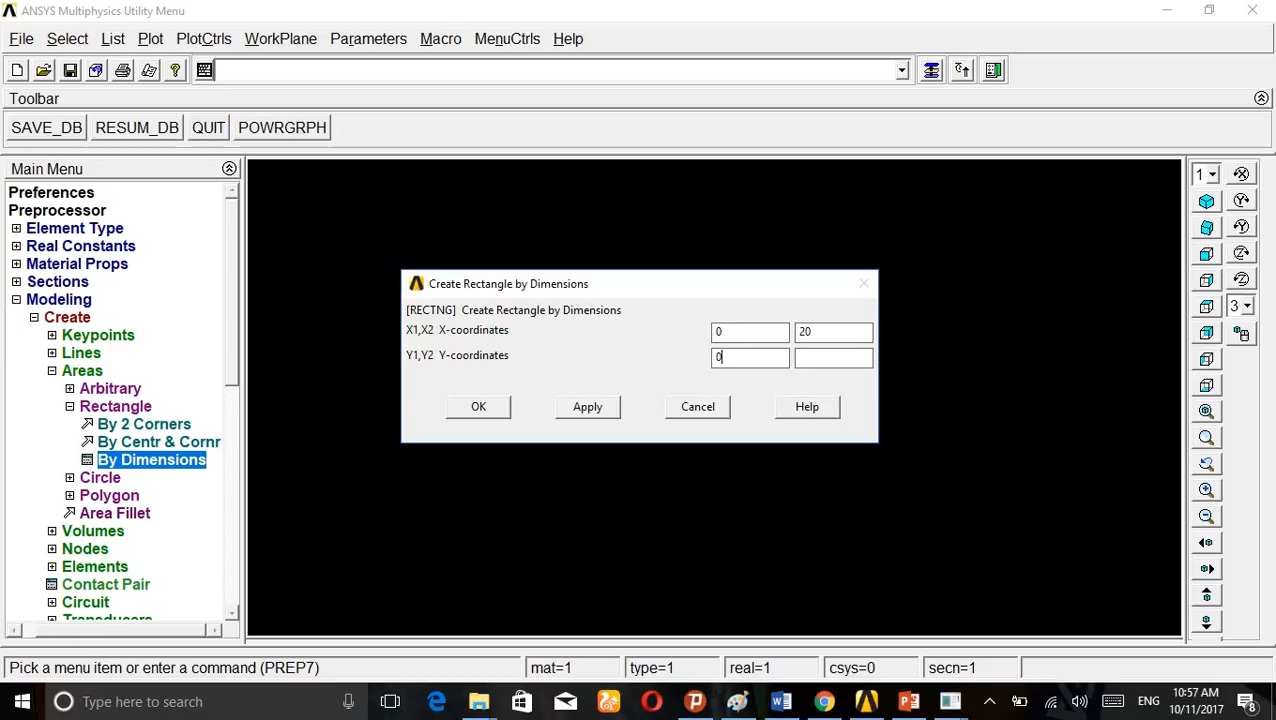 ANSYS Multiphysics Utility Menu
File Select List Plot PlotCtrls WorkPlane Parameters Macro MenuCtrls Help
Toolbar
SAVE_DB RESUM_DB QUIT POWRGRPH
Main Menu
Preferences
Preprocessor
Element Type
Real Constants
Material Props
Sections
Modeling
Create
Keypoints
Lines
Areas
Arbitrary
Rectangle
By 2 Corners
By Centr & Cornr
By Dimensions
Circle
Polygon
Area Fillet
Volumes
Nodes
Elements
Contact Pair
Circuit
Transducers
Create Rectangle by Dimensions
[RECTNG] Create Rectangle by Dimensions
X1,X2 X-coordinates 0 20
Y1,Y2 Y-coordinates 0
OK Apply Cancel Help
1
3
Pick a menu item or enter a command (PREP7) mat=1 type=1 real=1 csys=0 secn=1
Type here to search
ENG
10:57 AM
10/11/2017
8